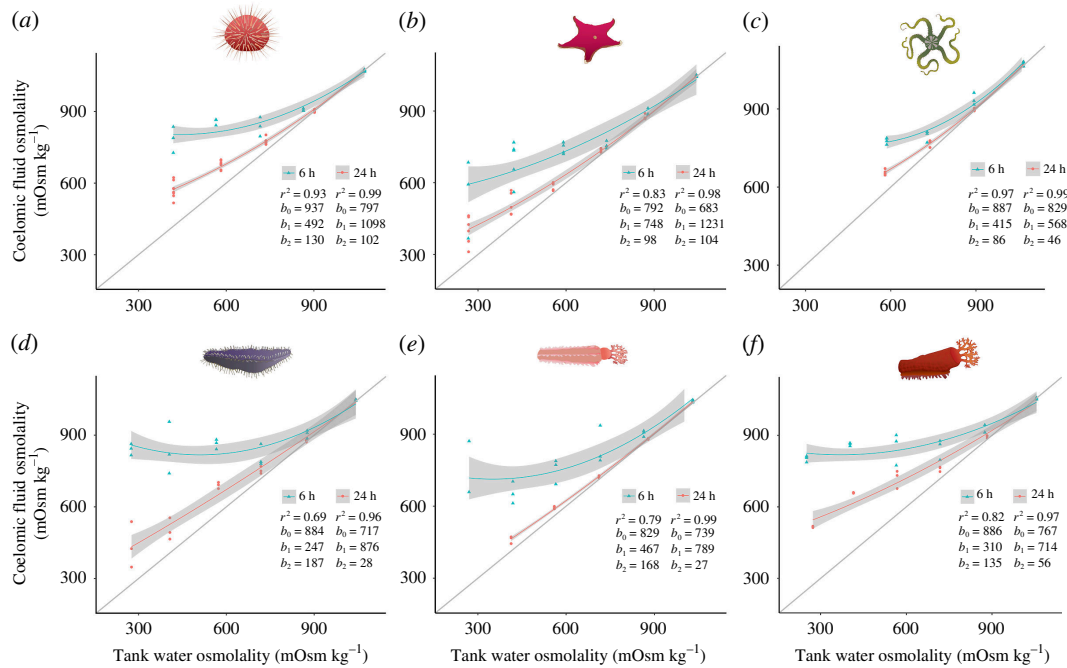 (a)
(b)
(c)
Coelomic fluid osmolality
(mOsm kg⁻¹)
900
600
300
300 600 900
6 h 24 h
r² = 0.93 r² = 0.99
b₀ = 937 b₀ = 797
b₁ = 492 b₁ = 1098
b₂ = 130 b₂ = 102
900
600
300
300 600 900
6 h 24 h
r² = 0.83 r² = 0.98
b₀ = 792 b₀ = 683
b₁ = 748 b₁ = 1231
b₂ = 98 b₂ = 104
900
600
300
300 600 900
6 h 24 h
r² = 0.97 r² = 0.99
b₀ = 887 b₀ = 829
b₁ = 415 b₁ = 568
b₂ = 86 b₂ = 46
(d)
(e)
(f)
Coelomic fluid osmolality
(mOsm kg⁻¹)
900
600
300
6 h 24 h
r² = 0.69 r² = 0.96
b₀ = 884 b₀ = 717
b₁ = 247 b₁ = 876
b₂ = 187 b₂ = 28
300 600 900
Tank water osmolality (mOsm kg⁻¹)
900
600
300
6 h 24 h
r² = 0.79 r² = 0.99
b₀ = 829 b₀ = 739
b₁ = 467 b₁ = 789
b₂ = 168 b₂ = 27
300 600 900
Tank water osmolality (mOsm kg⁻¹)
900
600
300
6 h 24 h
r² = 0.82 r² = 0.97
b₀ = 886 b₀ = 767
b₁ = 310 b₁ = 714
b₂ = 135 b₂ = 56
300 600 900
Tank water osmolality (mOsm kg⁻¹)